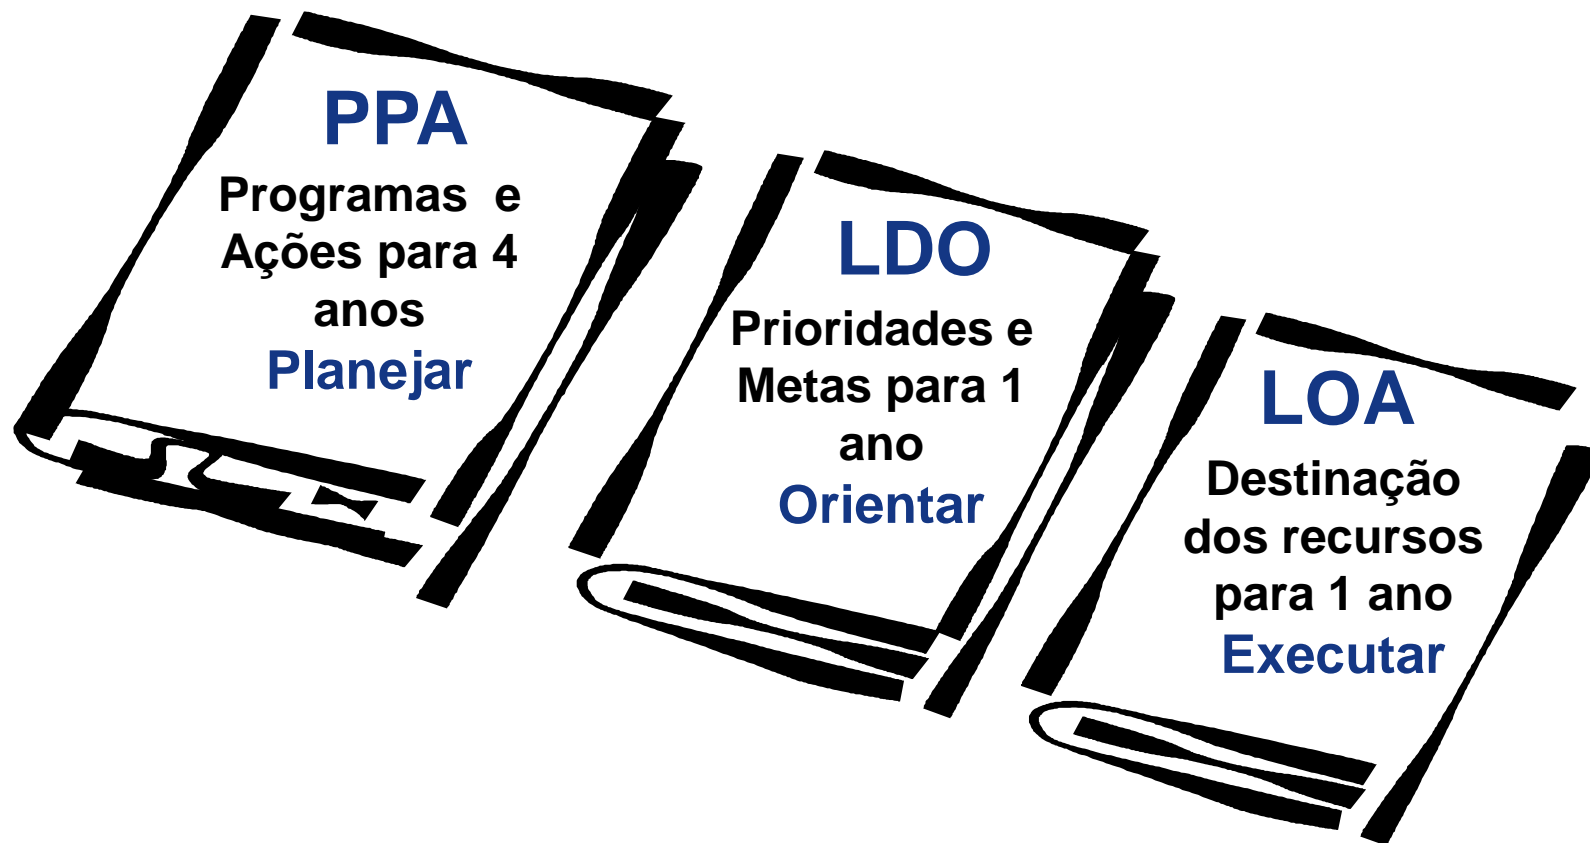 PPA
Programas e
Ações para 4
anos
Planejar
LDO
Prioridades e
Metas para 1
ano
Orientar
LOA
Destinação
dos recursos
para 1 ano
Executar